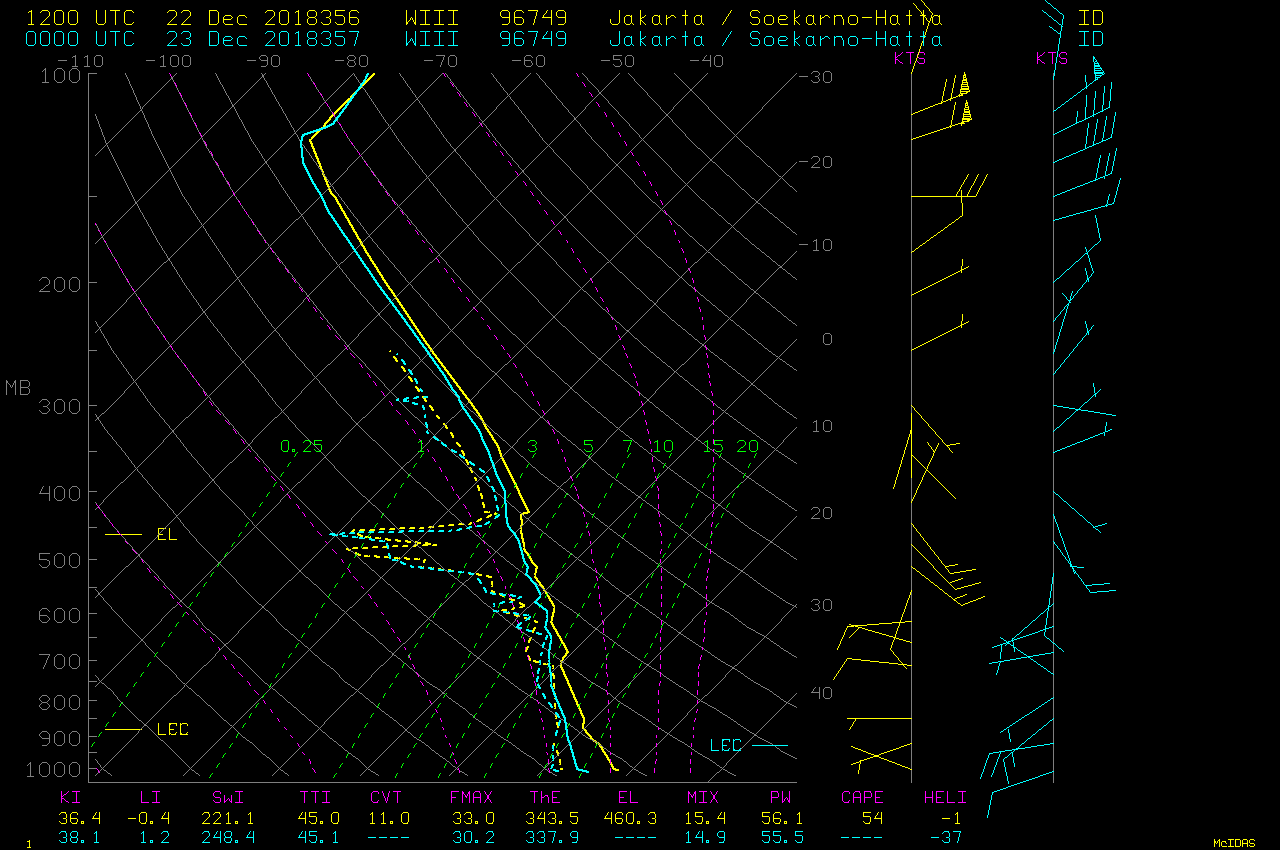 1200 UTC 22 Dec 2018356 WIII 96749 Jakarta / Soekarno-Hatta ID
0000 UTC 23 Dec 2018357 WIII 96749 Jakarta / Soekarno-Hatta ID
-110 -100 -90 -80 -70 -60 -50 -40 KTS KTS
100 -30
-20
-10
200
0
MB
300
10
0.25 1 3 5 7 10 15 20
400
20
EL
500
30
600
700
40
800
LEC
900 LEC
1000
KI LI SWI TTI CVT FMAX ThE EL MIX PW CAPE HELI
36.4 -0.4 221.1 45.0 11.0 33.0 343.5 460.3 15.4 56.1 54 -1
38.1 1.2 248.4 45.1 ---- 30.2 337.9 ---- 14.9 55.5 ---- -37
1 McIDAS